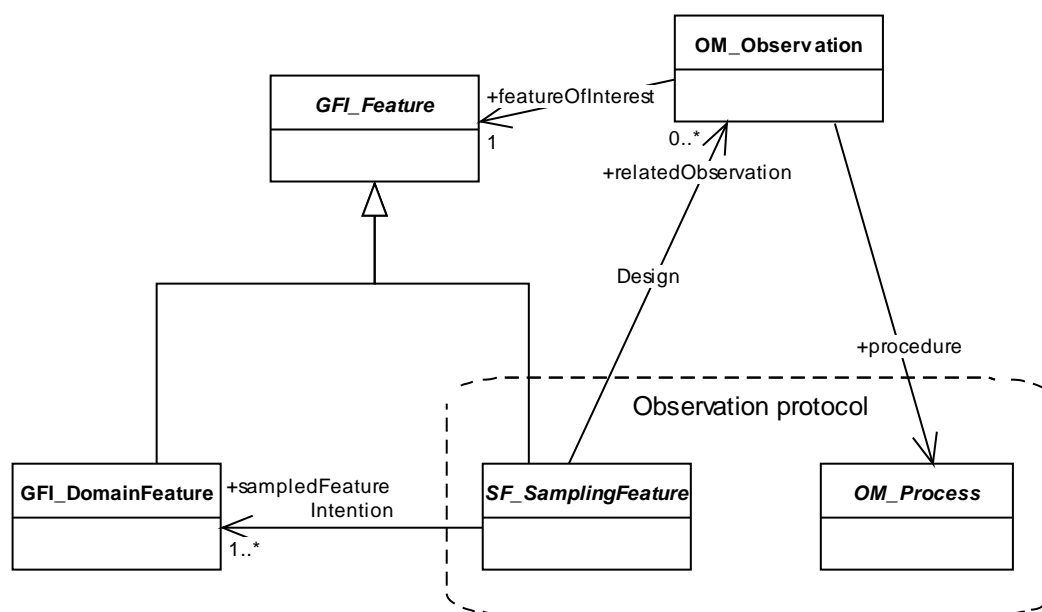 OM_Observation
GFI_Feature
+featureOfInterest
1
0..*
+relatedObservation
Design
+procedure
Observation protocol
GFI_DomainFeature
+sampledFeature
Intention
1..*
SF_SamplingFeature
OM_Process